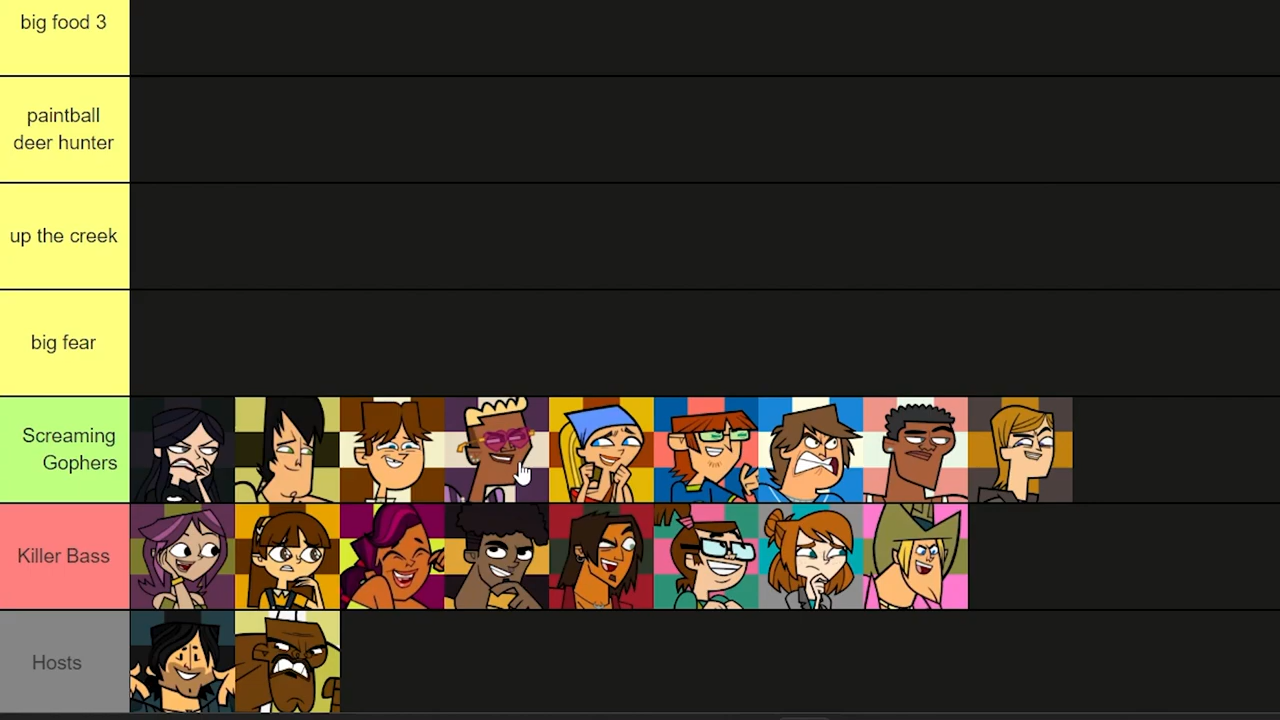 big food 3
paintball
deer hunter
up the creek
big fear
Screaming
Gophers
Killer Bass
Hosts